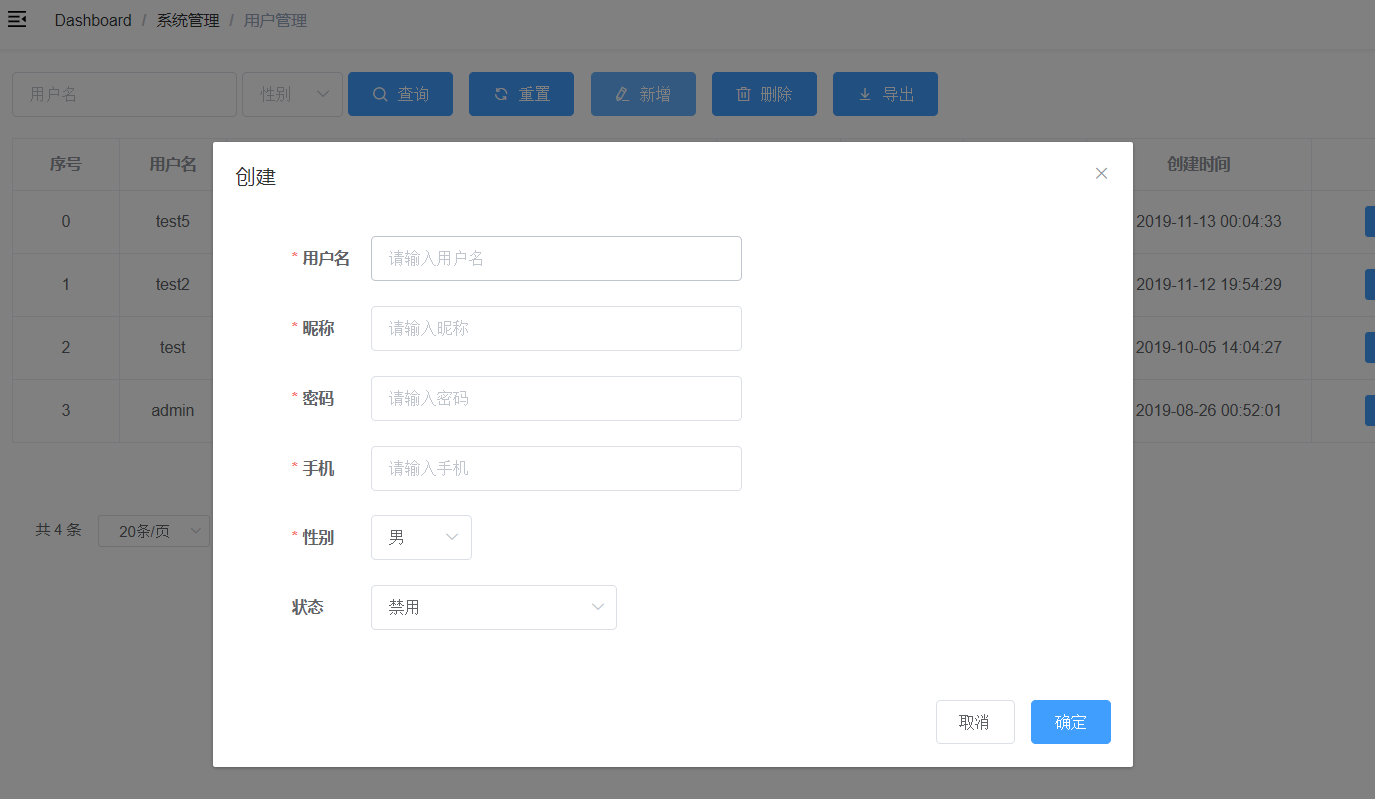 Dashboard / 系统管理 / 用户管理
用户名 性别 查询 重置 新增 删除 导出
序号 用户名 创建时间
0 test5 2019-11-13 00:04:33
1 test2 2019-11-12 19:54:29
2 test 2019-10-05 14:04:27
3 admin 2019-08-26 00:52:01
共 4 条 20条/页
创建
* 用户名 请输入用户名
* 昵称 请输入昵称
* 密码 请输入密码
* 手机 请输入手机
* 性别 男
状态 禁用
取消 确定